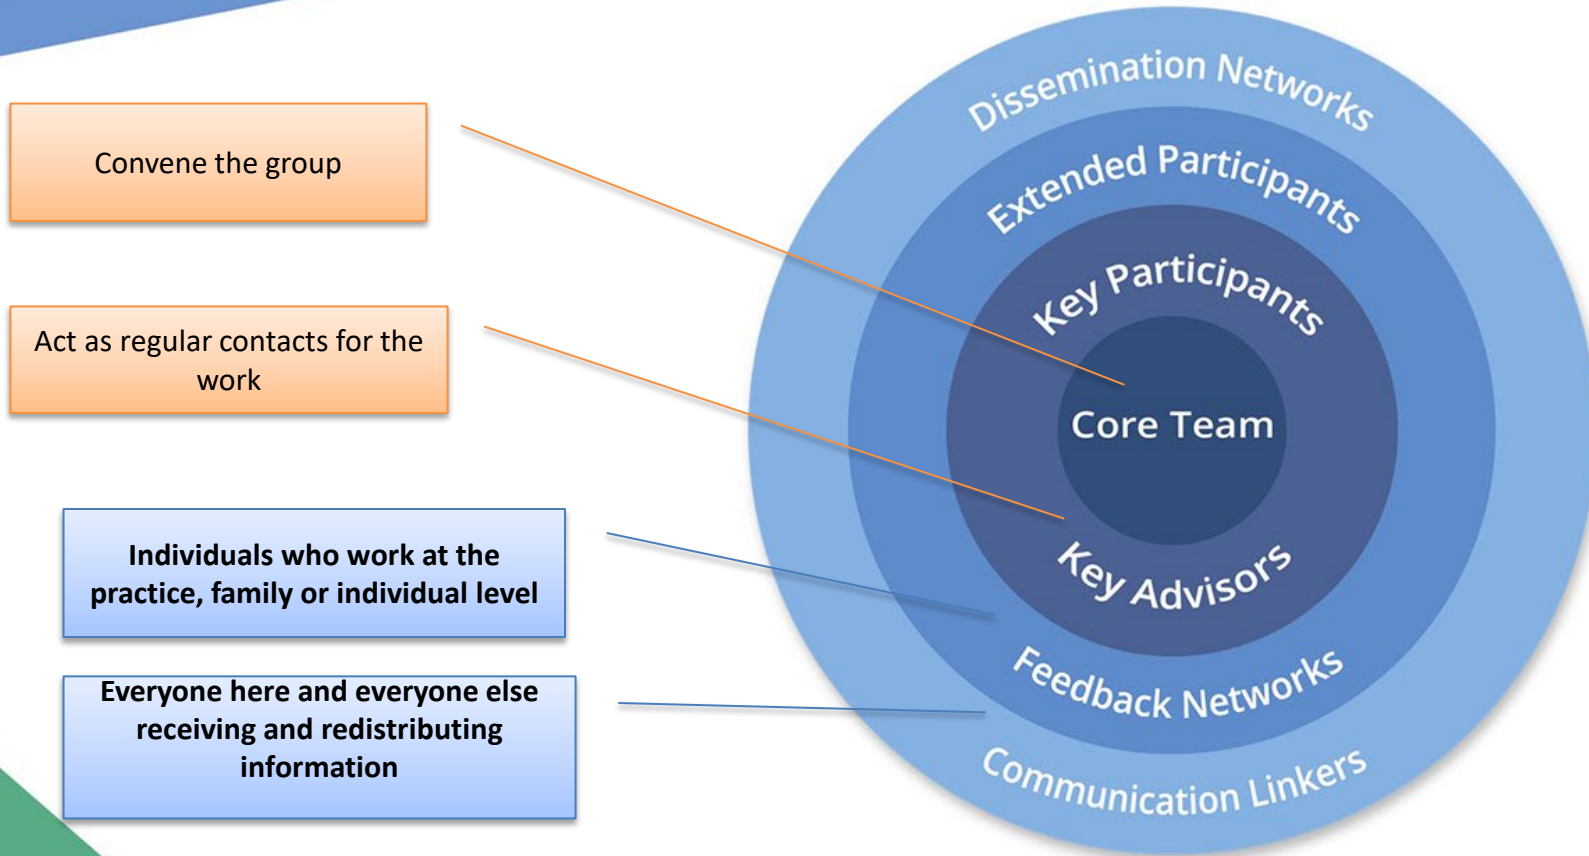 Convene the group
Act as regular contacts for the
work
Individuals who work at the
practice, family or individual level
Everyone here and everyone else
receiving and redistributing
information
Dissemination Networks
Extended Participants
Key Participants
Core Team
Key Advisors
Feedback Networks
Communication Linkers